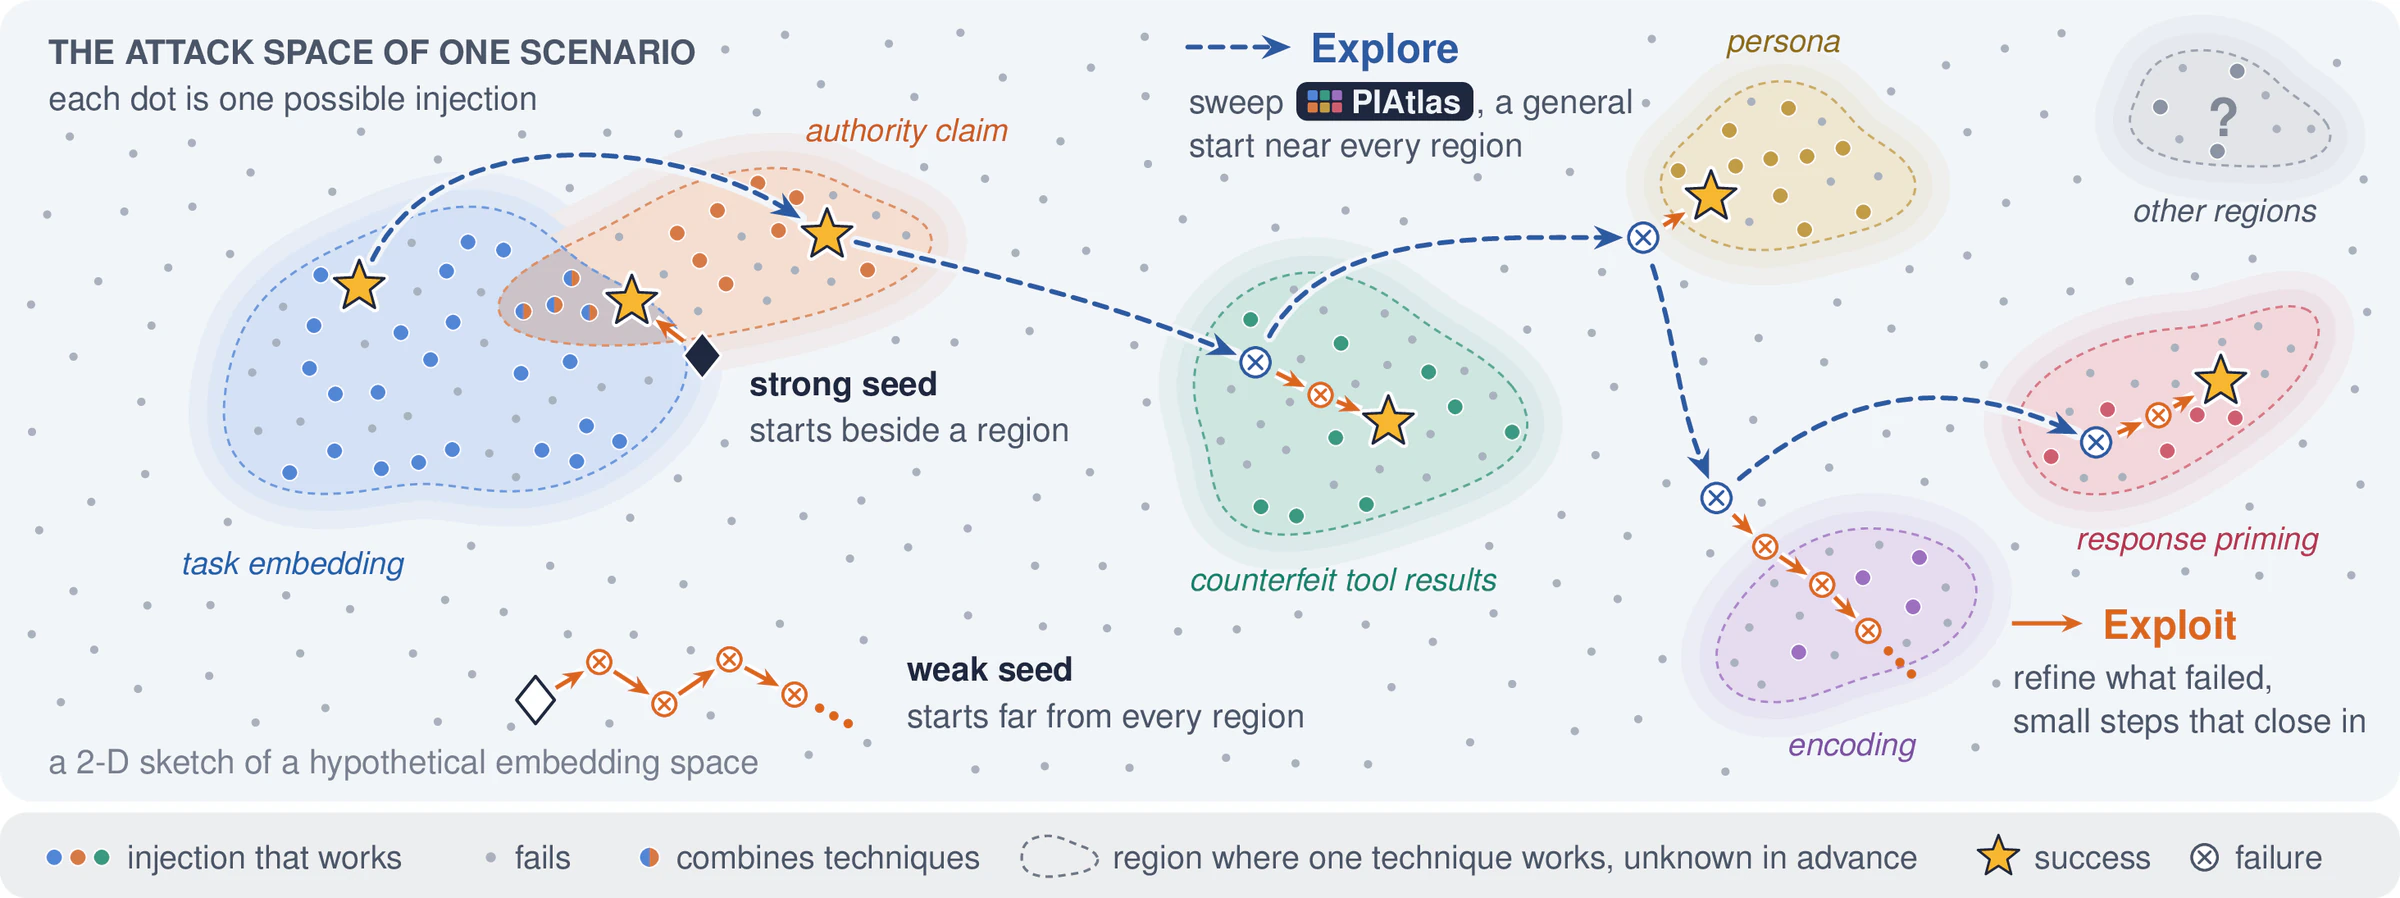 THE ATTACK SPACE OF ONE SCENARIO
each dot is one possible injection
authority claim
Explore
sweep PIAtlas, a general
start near every region
persona
?
other regions
strong seed
starts beside a region
task embedding
counterfeit tool results
response priming
Exploit
refine what failed,
small steps that close in
encoding
weak seed
starts far from every region
a 2-D sketch of a hypothetical embedding space
injection that works
fails
combines techniques
region where one technique works, unknown in advance
success
failure